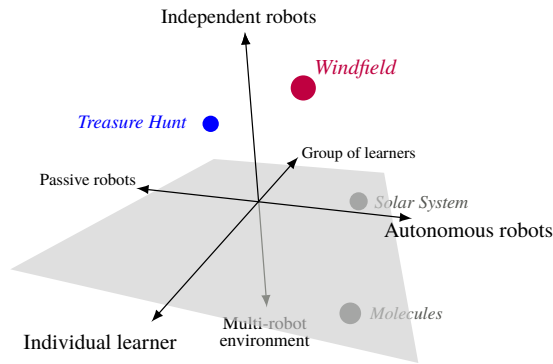 Independent robots
Windfield
Treasure Hunt
Group of learners
Passive robots
Solar System
Autonomous robots
Molecules
Multi-robot
environment
Individual learner